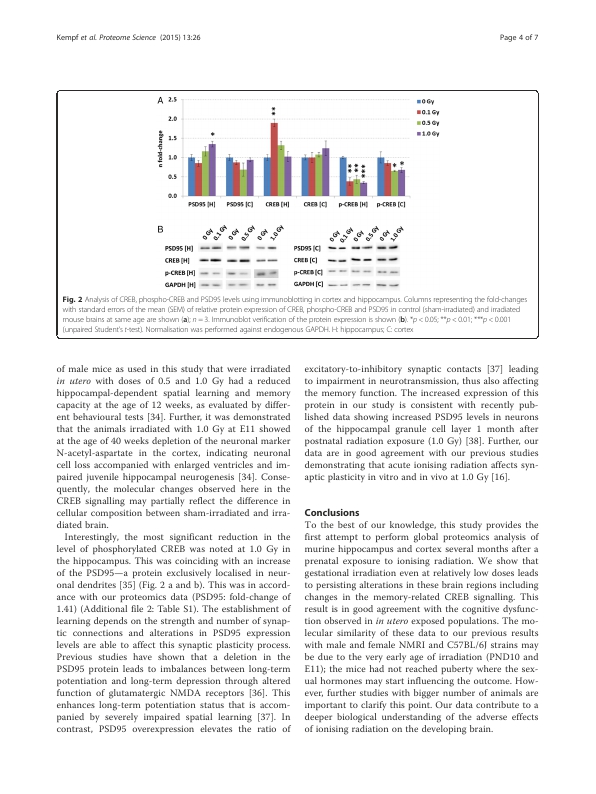 Kempf et al. Proteome Science (2015) 13:26
Page 4 of 7
A
2.5
2.0
1.5
1.0
0.5
0.0
n fold-change
*
**
***
**
***
*
*
PSD95 [H]
PSD95 [C]
CREB [H]
CREB [C]
p-CREB [H]
p-CREB [C]
0 Gy
0.1 Gy
0.5 Gy
1.0 Gy
B
0 Gy
0.1 Gy
0 Gy
0.5 Gy
0 Gy
1.0 Gy
0 Gy
0.1 Gy
0 Gy
0.5 Gy
0 Gy
1.0 Gy
PSD95 [H]
CREB [H]
p-CREB [H]
GAPDH [H]
PSD95 [C]
CREB [C]
p-CREB [C]
GAPDH [C]
Fig. 2 Analysis of CREB, phospho-CREB and PSD95 levels using immunoblotting in cortex and hippocampus. Columns representing the fold-changes
with standard errors of the mean (SEM) of relative protein expression of CREB, phospho-CREB and PSD95 in control (sham-irradiated) and irradiated
mouse brains at same age are shown (a); n = 3. Immunoblot verification of the protein expression is shown (b). *p < 0.05; **p < 0.01; ***p < 0.001
(unpaired Student's t-test). Normalisation was performed against endogenous GAPDH. H: hippocampus; C: cortex
of male mice as used in this study that were irradiated
in utero with doses of 0.5 and 1.0 Gy had a reduced
hippocampal-dependent spatial learning and memory
capacity at the age of 12 weeks, as evaluated by differ-
ent behavioural tests [34]. Further, it was demonstrated
that the animals irradiated with 1.0 Gy at E11 showed
at the age of 40 weeks depletion of the neuronal marker
N-acetyl-aspartate in the cortex, indicating neuronal
cell loss accompanied with enlarged ventricles and im-
paired juvenile hippocampal neurogenesis [34]. Conse-
quently, the molecular changes observed here in the
CREB signalling may partially reflect the difference in
cellular composition between sham-irradiated and irra-
diated brain.
Interestingly, the most significant reduction in the
level of phosphorylated CREB was noted at 1.0 Gy in
the hippocampus. This was coinciding with an increase
of the PSD95—a protein exclusively localised in neur-
onal dendrites [35] (Fig. 2 a and b). This was in accord-
ance with our proteomics data (PSD95: fold-change of
1.41) (Additional file 2: Table S1). The establishment of
learning depends on the strength and number of synap-
tic connections and alterations in PSD95 expression
levels are able to affect this synaptic plasticity process.
Previous studies have shown that a deletion in the
PSD95 protein leads to imbalances between long-term
potentiation and long-term depression through altered
function of glutamatergic NMDA receptors [36]. This
enhances long-term potentiation status that is accom-
panied by severely impaired spatial learning [37]. In
contrast, PSD95 overexpression elevates the ratio of
excitatory-to-inhibitory synaptic contacts [37] leading
to impairment in neurotransmission, thus also affecting
the memory function. The increased expression of this
protein in our study is consistent with recently pub-
lished data showing increased PSD95 levels in neurons
of the hippocampal granule cell layer 1 month after
postnatal radiation exposure (1.0 Gy) [38]. Further, our
data are in good agreement with our previous studies
demonstrating that acute ionising radiation affects syn-
aptic plasticity in vitro and in vivo at 1.0 Gy [16].
Conclusions
To the best of our knowledge, this study provides the
first attempt to perform global proteomics analysis of
murine hippocampus and cortex several months after a
prenatal exposure to ionising radiation. We show that
gestational irradiation even at relatively low doses leads
to persisting alterations in these brain regions including
changes in the memory-related CREB signalling. This
result is in good agreement with the cognitive dysfunc-
tion observed in in utero exposed populations. The mo-
lecular similarity of these data to our previous results
with male and female NMRI and C57BL/6J strains may
be due to the very early age of irradiation (PND10 and
E11); the mice had not reached puberty where the sex-
ual hormones may start influencing the outcome. How-
ever, further studies with bigger number of animals are
important to clarify this point. Our data contribute to a
deeper biological understanding of the adverse effects
of ionising radiation on the developing brain.